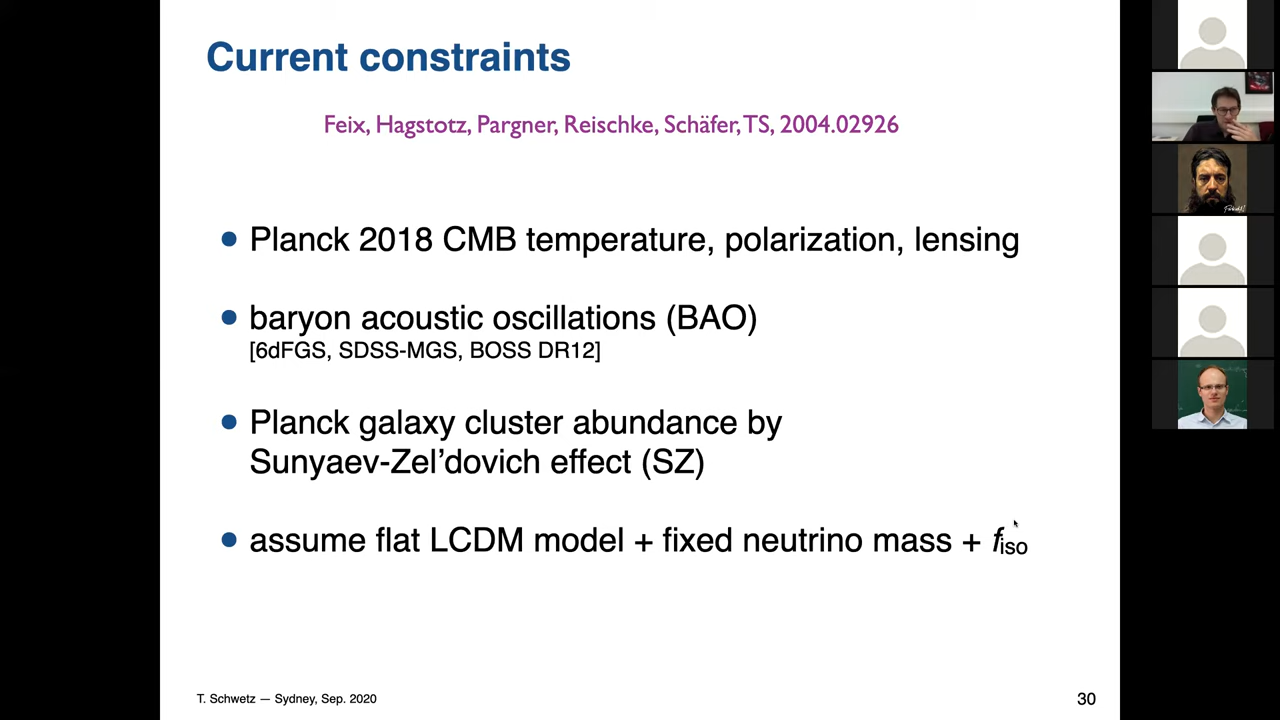 Current constraints
Feix, Hagstotz, Pargner, Reischke, Schäfer, TS, 2004.02926
• Planck 2018 CMB temperature, polarization, lensing
• baryon acoustic oscillations (BAO)
[6dFGS, SDSS-MGS, BOSS DR12]
• Planck galaxy cluster abundance by
Sunyaev-Zel’dovich effect (SZ)
• assume flat LCDM model + fixed neutrino mass + fiso
T. Schwetz — Sydney, Sep. 2020
30